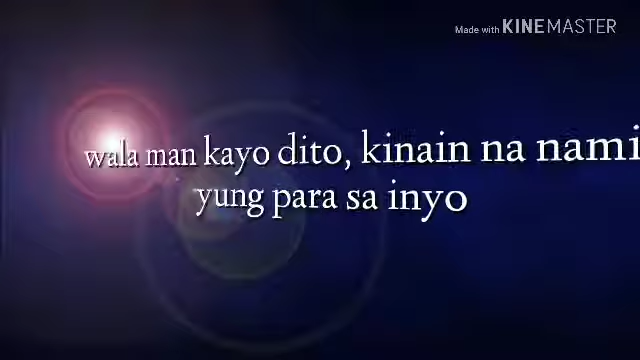 Made with KINEMASTER
wala man kayo dito, kinain na nami
yung para sa inyo